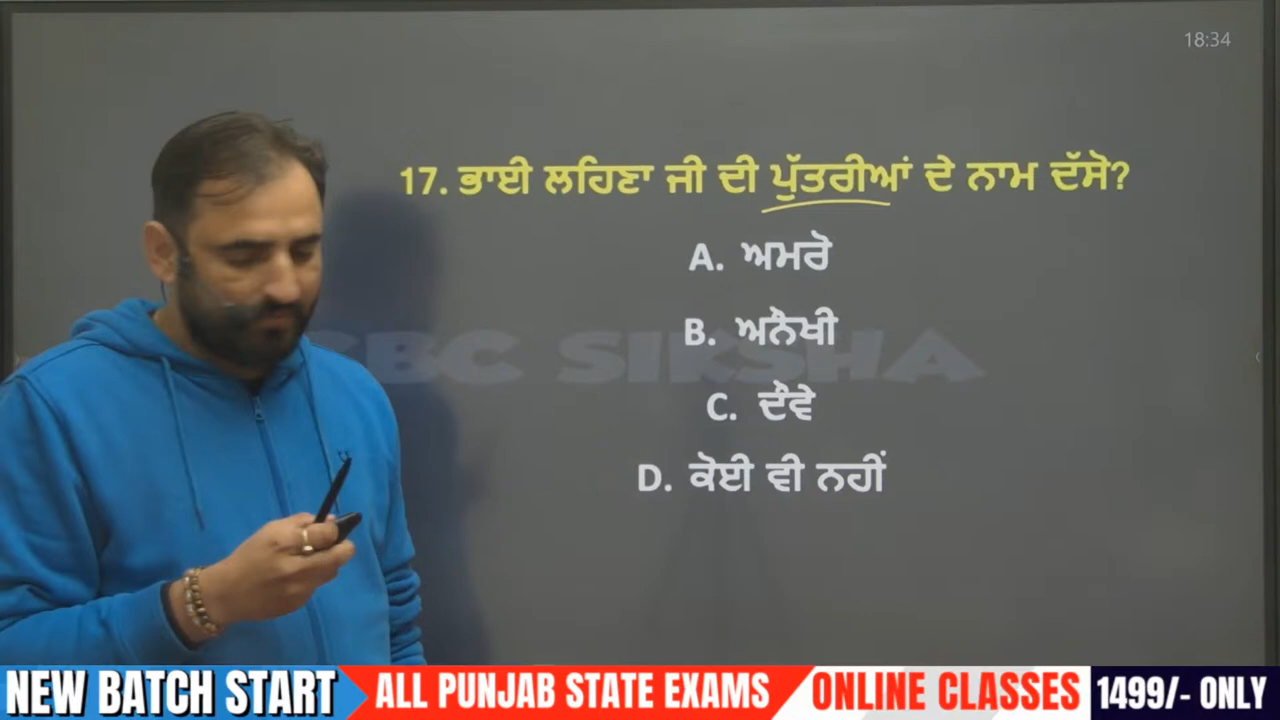 18:34
17. ਭਾਈ ਲਹਿਣਾ ਜੀ ਦੀ ਪੁੱਤਰੀਆਂ ਦੇ ਨਾਮ ਦੱਸੋ?
A. ਅਮਰੋ
B. ਅਨੋਖੀ
C. ਦੌਵੇ
D. ਕੋਈ ਵੀ ਨਹੀਂ
SIKSHA
NEW BATCH START
ALL PUNJAB STATE EXAMS
ONLINE CLASSES
1499/- ONLY